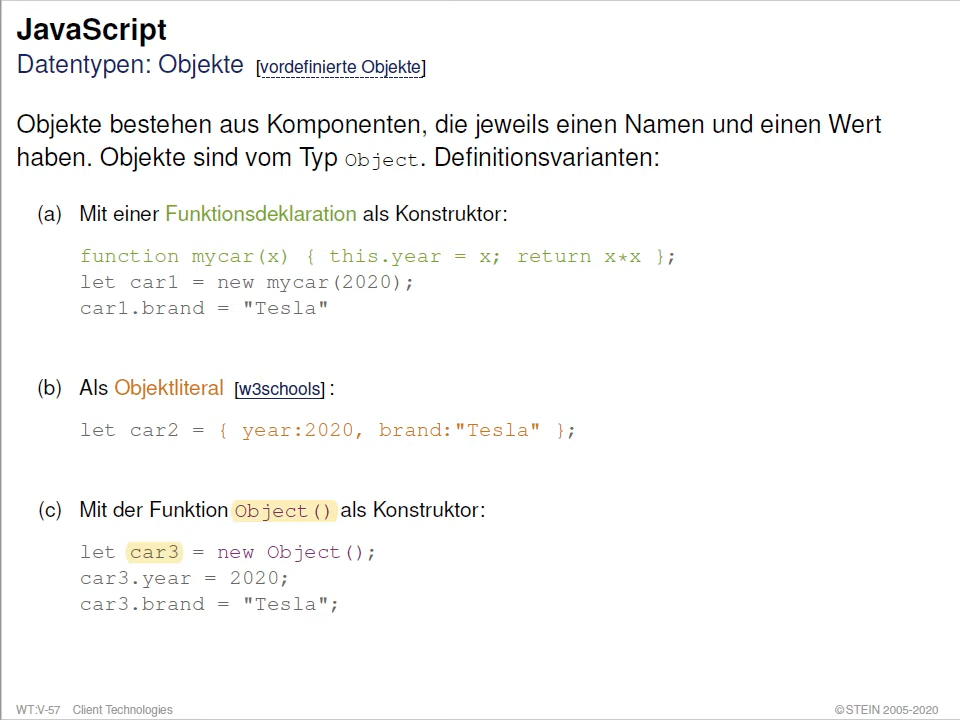 JavaScript
Datentypen: Objekte [vordefinierte Objekte]
Objekte bestehen aus Komponenten, die jeweils einen Namen und einen Wert
haben. Objekte sind vom Typ Object. Definitionsvarianten:
(a) Mit einer Funktionsdeklaration als Konstruktor:
function mycar(x) { this.year = x; return x*x };
let car1 = new mycar(2020);
car1.brand = "Tesla"
(b) Als Objektliteral [w3schools] :
let car2 = { year:2020, brand:"Tesla" };
(c) Mit der Funktion Object() als Konstruktor:
let car3 = new Object();
car3.year = 2020;
car3.brand = "Tesla";
WT:V-57 Client Technologies ©STEIN 2005-2020